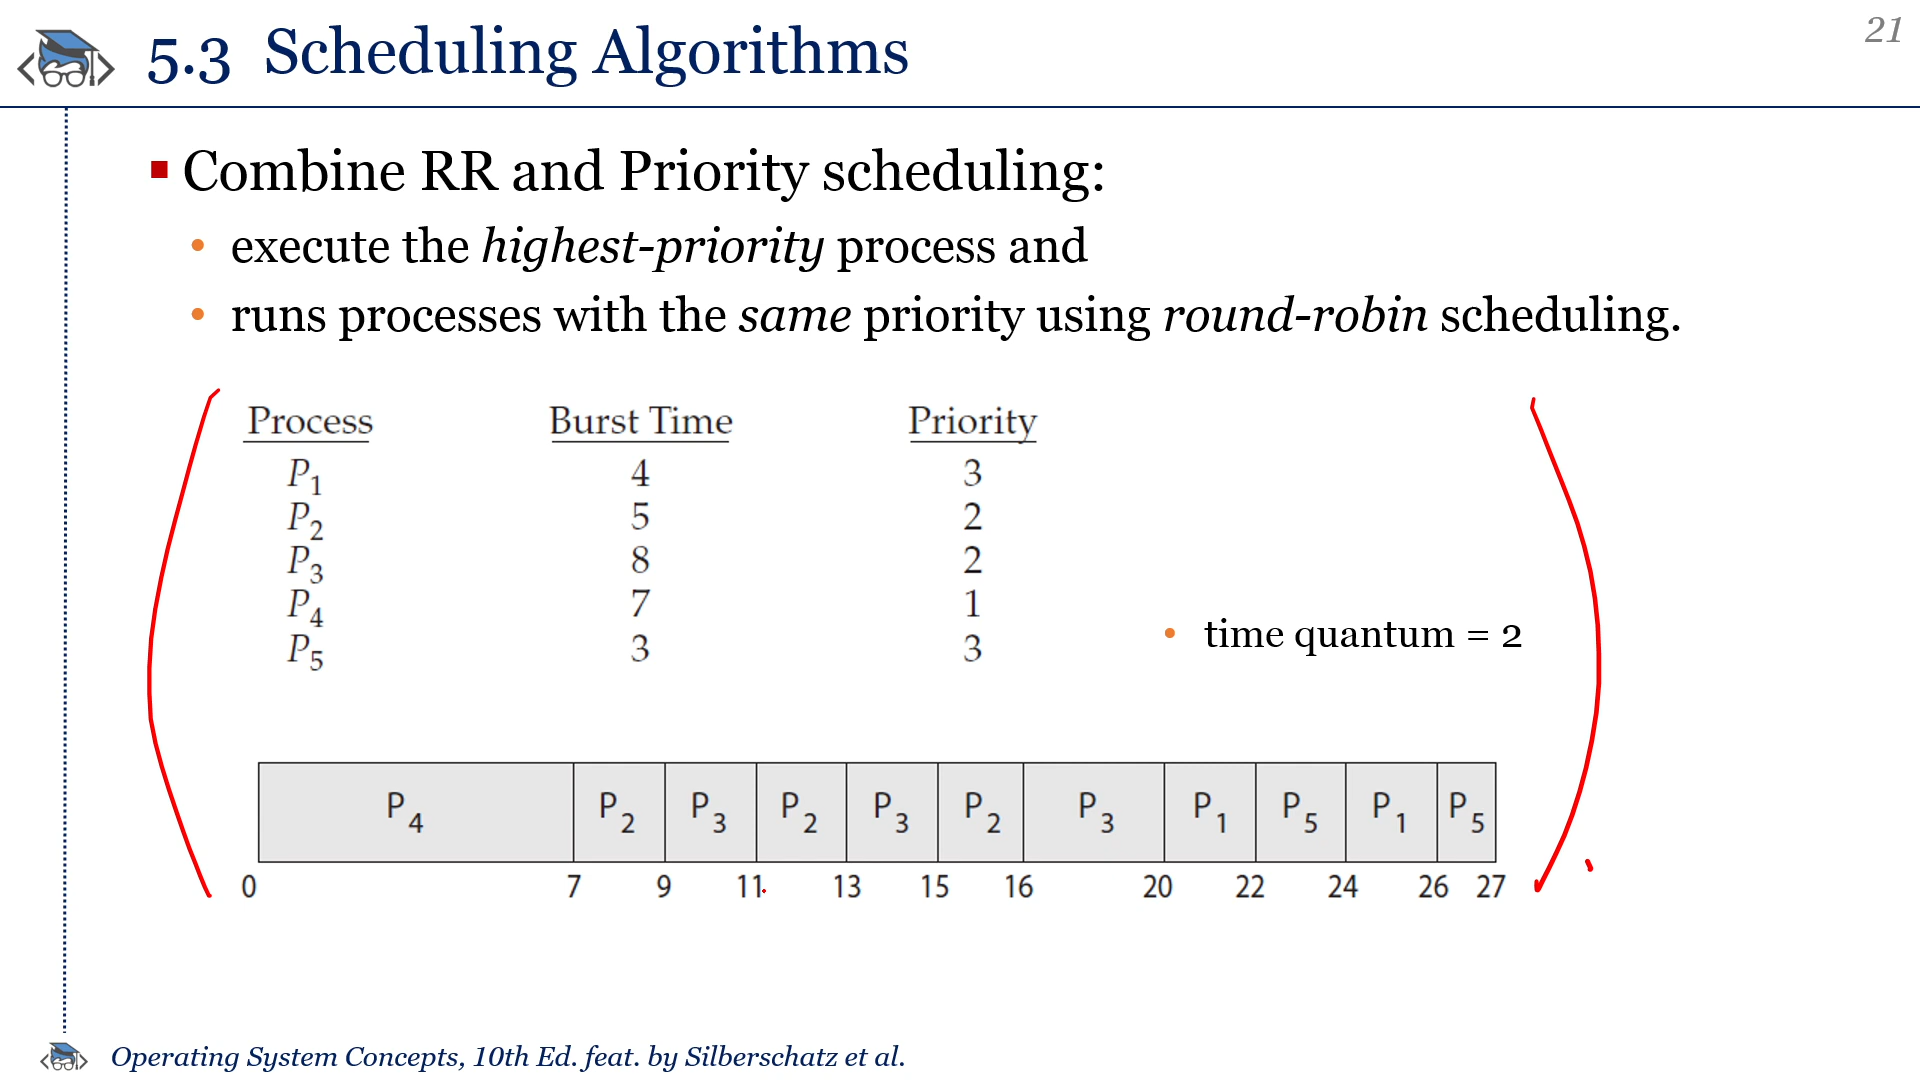 5.3 Scheduling Algorithms
21
Combine RR and Priority scheduling:
• execute the highest-priority process and
• runs processes with the same priority using round-robin scheduling.
Process Burst Time Priority
P1 4 3
P2 5 2
P3 8 2
P4 7 1
P5 3 3
• time quantum = 2
P4 P2 P3 P2 P3 P2 P3 P1 P5 P1 P5
0 7 9 11 13 15 16 20 22 24 26 27
Operating System Concepts, 10th Ed. feat. by Silberschatz et al.